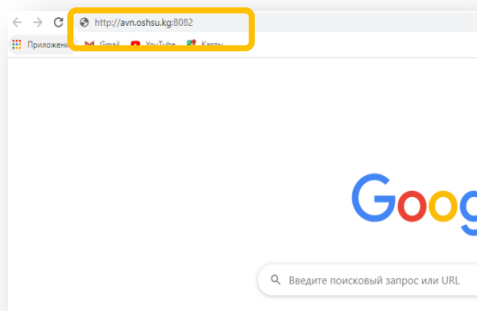 http://avn.oshsu.kg:8082
Приложени Gmail YouTube Карты
Goog
Введите поисковый запрос или URL